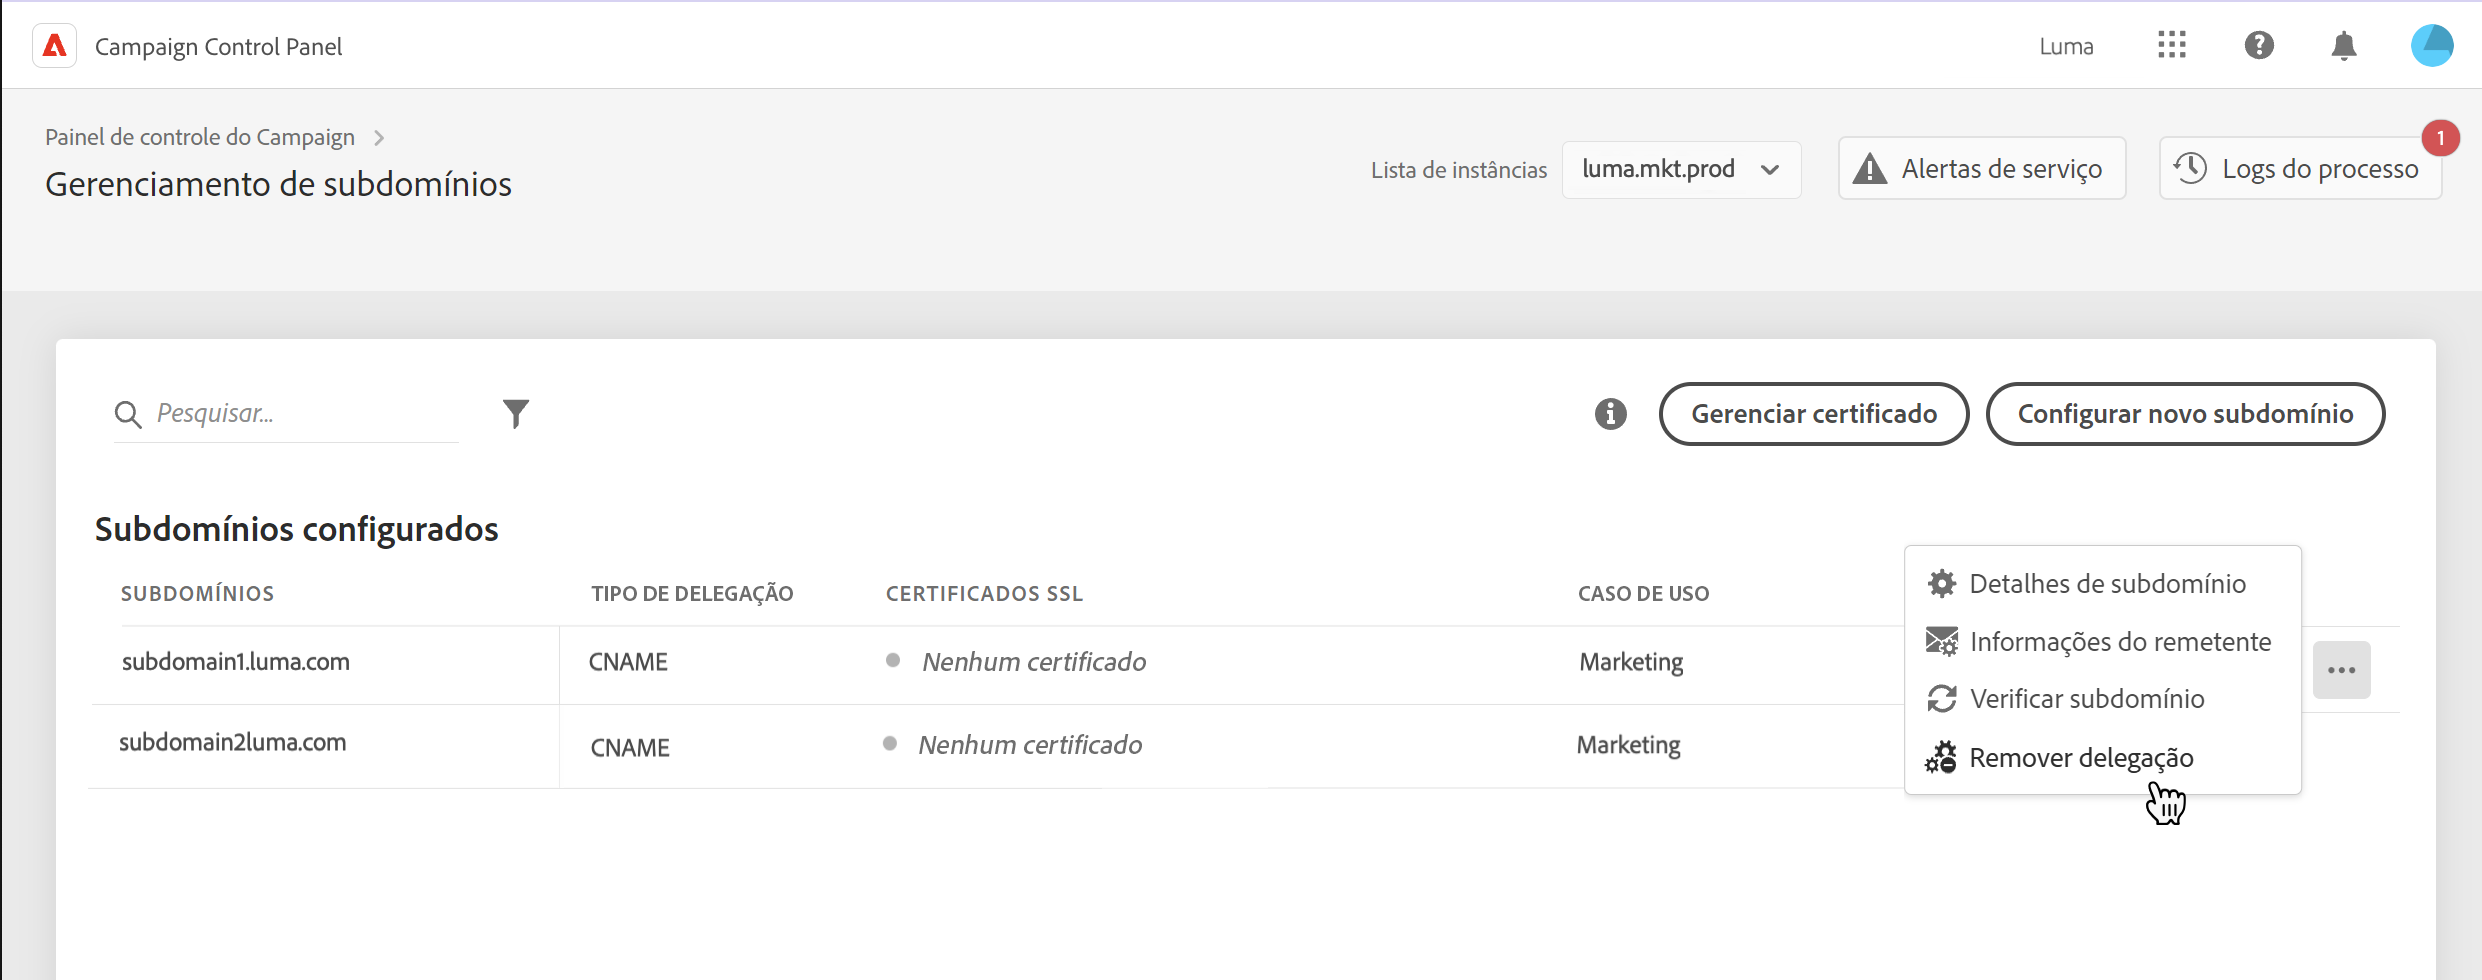 Campaign Control Panel
Luma
Painel de controle do Campaign
Gerenciamento de subdomínios
Lista de instâncias
luma.mkt.prod
Alertas de serviço
Logs do processo
1
Pesquisar...
Gerenciar certificado
Configurar novo subdomínio
Subdomínios configurados
SUBDOMÍNIOS
TIPO DE DELEGAÇÃO
CERTIFICADOS SSL
CASO DE USO
subdomain1.luma.com
CNAME
Nenhum certificado
Marketing
subdomain2luma.com
CNAME
Nenhum certificado
Marketing
Detalhes de subdomínio
Informações do remetente
Verificar subdomínio
Remover delegação